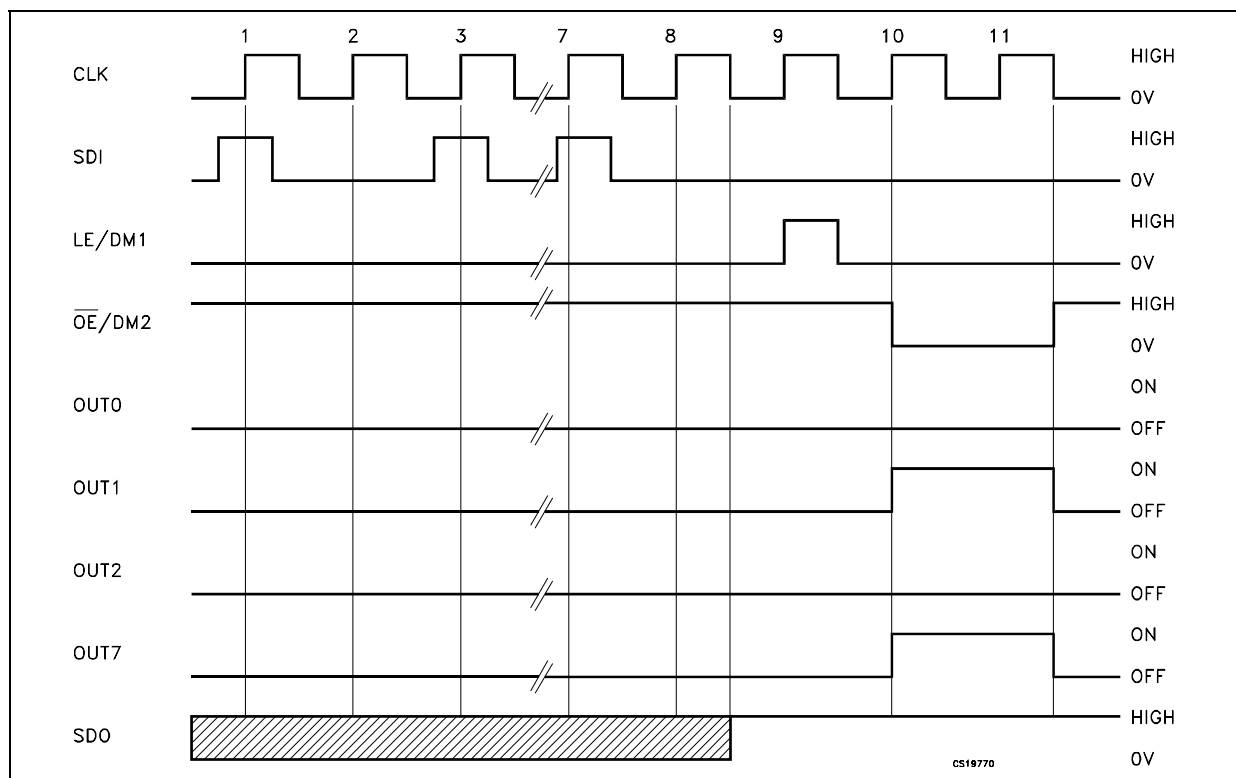 1 2 3 7 8 9 10 11
CLK
HIGH
0V
SDI
HIGH
0V
LE/DM1
HIGH
0V
OE/DM2
HIGH
0V
OUT0
ON
OFF
OUT1
ON
OFF
OUT2
ON
OFF
OUT7
ON
OFF
SDO
HIGH
0V
CS19770